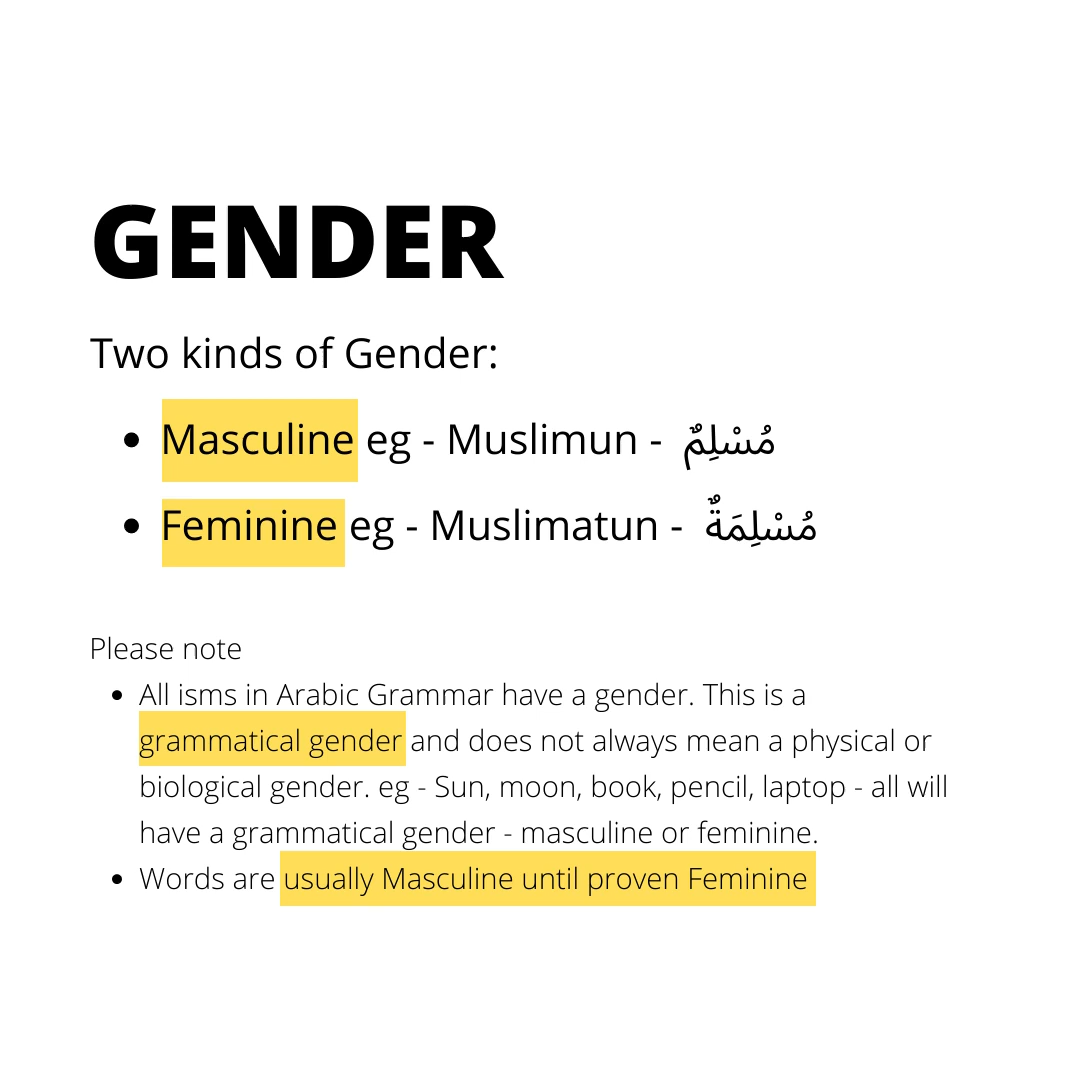 GENDER
Two kinds of Gender:
• Masculine eg - Muslimun - مُسْلِمٌ
• Feminine eg - Muslimatun - مُسْلِمَةٌ
Please note
• All isms in Arabic Grammar have a gender. This is a
grammatical gender and does not always mean a physical or
biological gender. eg - Sun, moon, book, pencil, laptop - all will
have a grammatical gender - masculine or feminine.
• Words are usually Masculine until proven Feminine